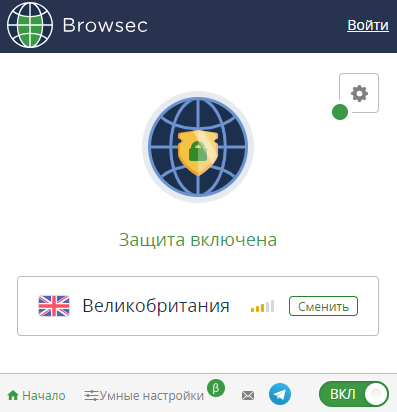 Browsec
Войти
Защита включена
Великобритания
Сменить
Начало
Умные настройки
β
ВКЛ